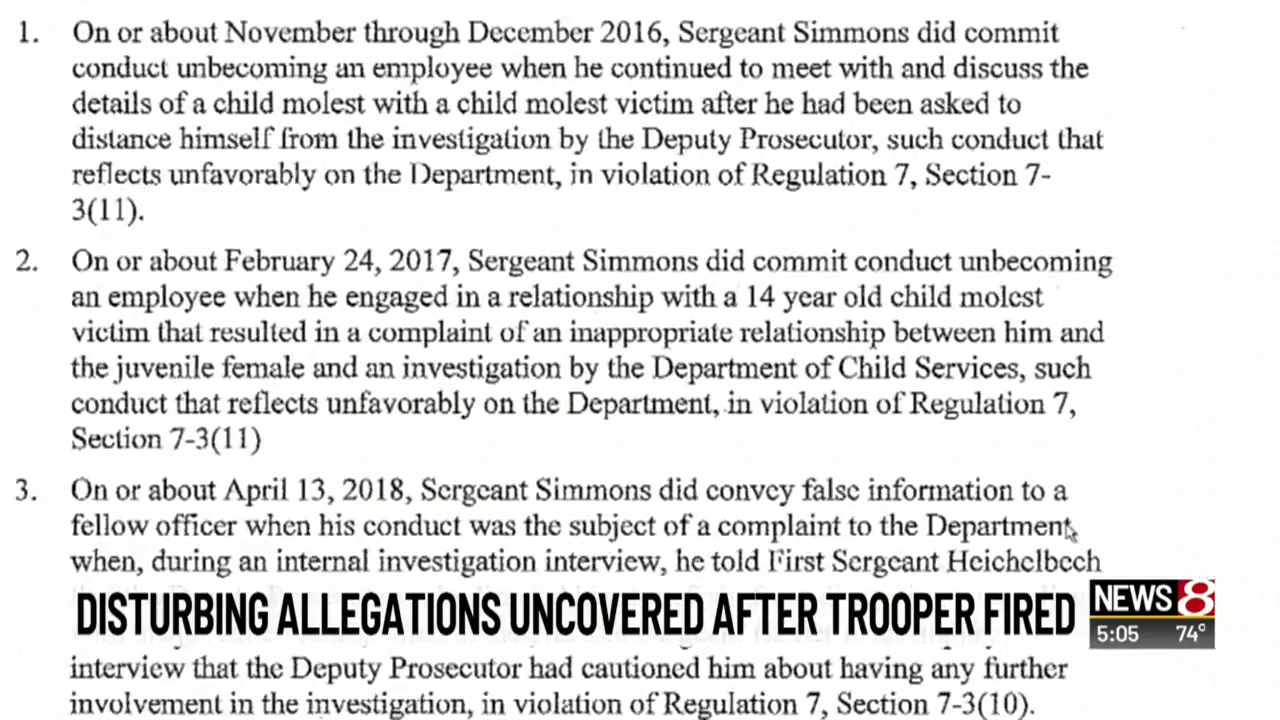 1. On or about November through December 2016, Sergeant Simmons did commit
conduct unbecoming an employee when he continued to meet with and discuss the
details of a child molest with a child molest victim after he had been asked to
distance himself from the investigation by the Deputy Prosecutor, such conduct that
reflects unfavorably on the Department, in violation of Regulation 7, Section 7-
3(11).
2. On or about February 24, 2017, Sergeant Simmons did commit conduct unbecoming
an employee when he engaged in a relationship with a 14 year old child molest
victim that resulted in a complaint of an inappropriate relationship between him and
the juvenile female and an investigation by the Department of Child Services, such
conduct that reflects unfavorably on the Department, in violation of Regulation 7,
Section 7-3(11)
3. On or about April 13, 2018, Sergeant Simmons did convey false information to a
fellow officer when his conduct was the subject of a complaint to the Department
when, during an internal investigation interview, he told First Sergeant Heichelbech
DISTURBING ALLEGATIONS UNCOVERED AFTER TROOPER FIRED
NEWS 8
5:05 74°
interview that the Deputy Prosecutor had cautioned him about having any further
involvement in the investigation, in violation of Regulation 7, Section 7-3(10).